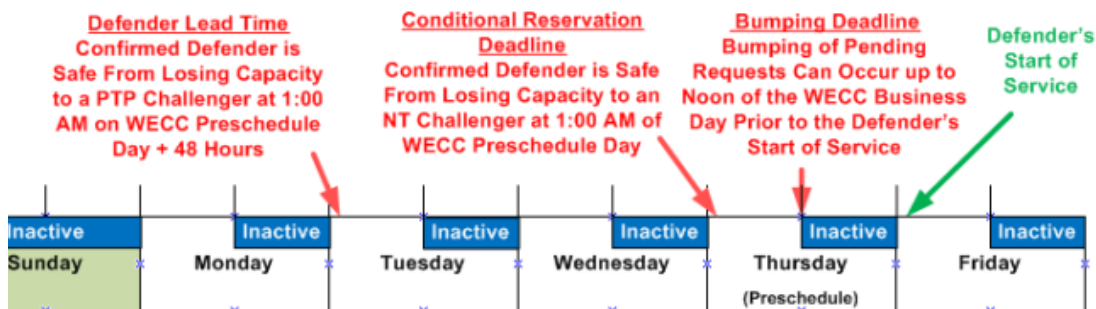 Defender Lead Time
Confirmed Defender is
Safe From Losing Capacity
to a PTP Challenger at 1:00
AM on WECC Preschedule
Day + 48 Hours
Conditional Reservation
Deadline
Confirmed Defender is Safe
From Losing Capacity to an
NT Challenger at 1:00 AM of
WECC Preschedule Day
Bumping Deadline
Bumping of Pending
Requests Can Occur up to
Noon of the WECC Business
Day Prior to the Defender's
Start of Service
Defender's
Start of
Service
Inactive Inactive Inactive Inactive Inactive Inactive
Sunday Monday Tuesday Wednesday Thursday Friday
(Preschedule)